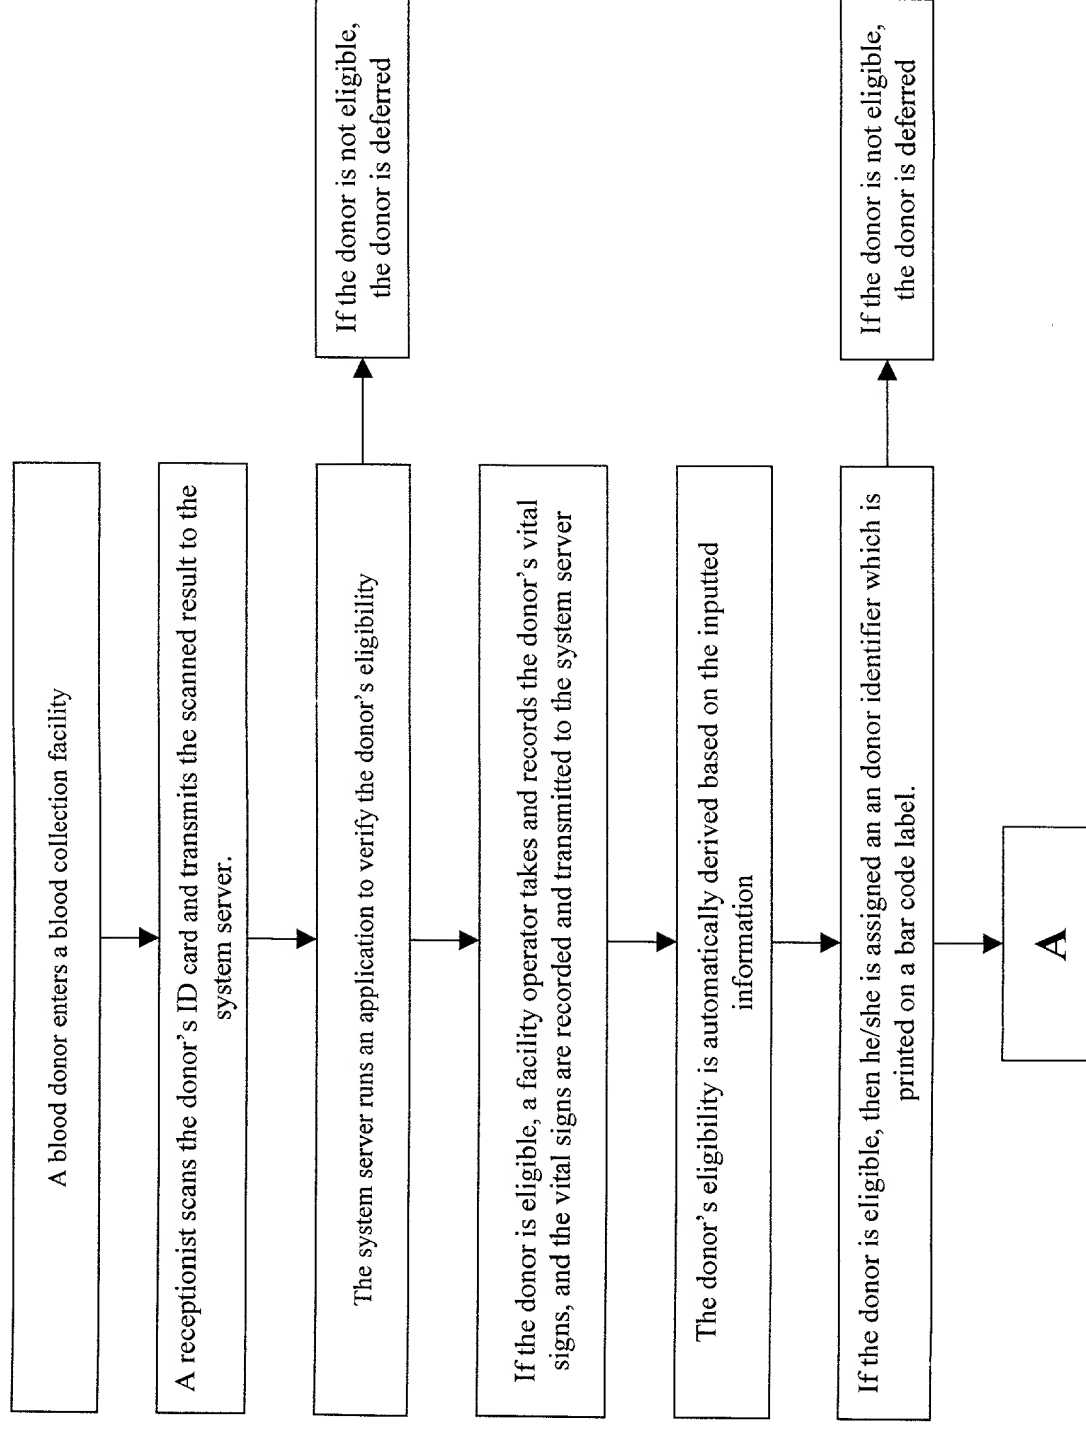 A blood donor enters a blood collection facility
A receptionist scans the donor's ID card and transmits the scanned result to the
system server.
The system server runs an application to verify the donor's eligibility
If the donor is not eligible,
the donor is deferred
If the donor is eligible, a facility operator takes and records the donor's vital
signs, and the vital signs are recorded and transmitted to the system server
The donor's eligibility is automatically derived based on the inputted
information
If the donor is eligible, then he/she is assigned an an donor identifier which is
printed on a bar code label.
If the donor is not eligible,
the donor is deferred
A